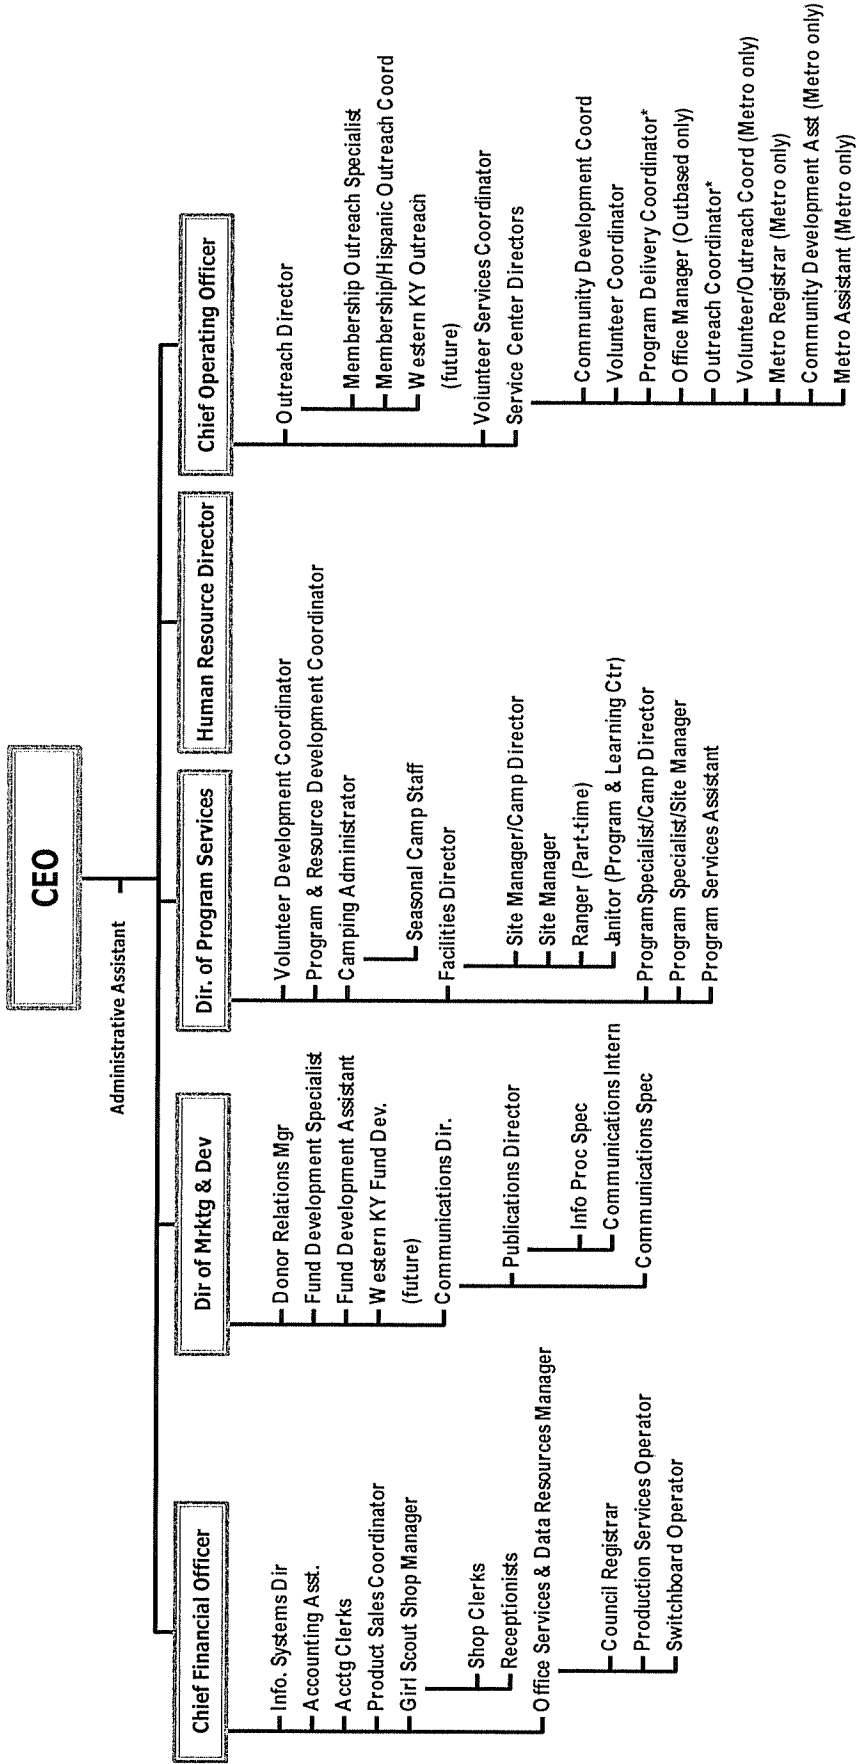 CEO
Administrative Assistant
Chief Financial Officer
Info. Systems Dir
Accounting Asst.
Acctg Clerks
Product Sales Coordinator
Girl Scout Shop Manager
Shop Clerks
Receptionists
Office Services & Data Resources Manager
Council Registrar
Production Services Operator
Switchboard Operator
Dir of Mrktg & Dev
Donor Relations Mgr
Fund Development Specialist
Fund Development Assistant
Western KY Fund Dev.
(future)
Communications Dir.
Publications Director
Info Proc Spec
Communications Intern
Communications Spec
Dir. of Program Services
Volunteer Development Coordinator
Program & Resource Development Coordinator
Camping Administrator
Seasonal Camp Staff
Facilities Director
Site Manager/Camp Director
Site Manager
Ranger (Part-time)
Janitor (Program & Learning Ctr)
Program Specialist/Camp Director
Program Specialist/Site Manager
Program Services Assistant
Human Resource Director
Chief Operating Officer
Outreach Director
Membership Outreach Specialist
Membership/Hispanic Outreach Coord
Western KY Outreach
(future)
Volunteer Services Coordinator
Service Center Directors
Community Development Coord
Volunteer Coordinator
Program Delivery Coordinator*
Office Manager (Outbased only)
Outreach Coordinator*
Volunteer/Outreach Coord (Metro only)
Metro Registrar (Metro only)
Community Development Asst (Metro only)
Metro Assistant (Metro only)